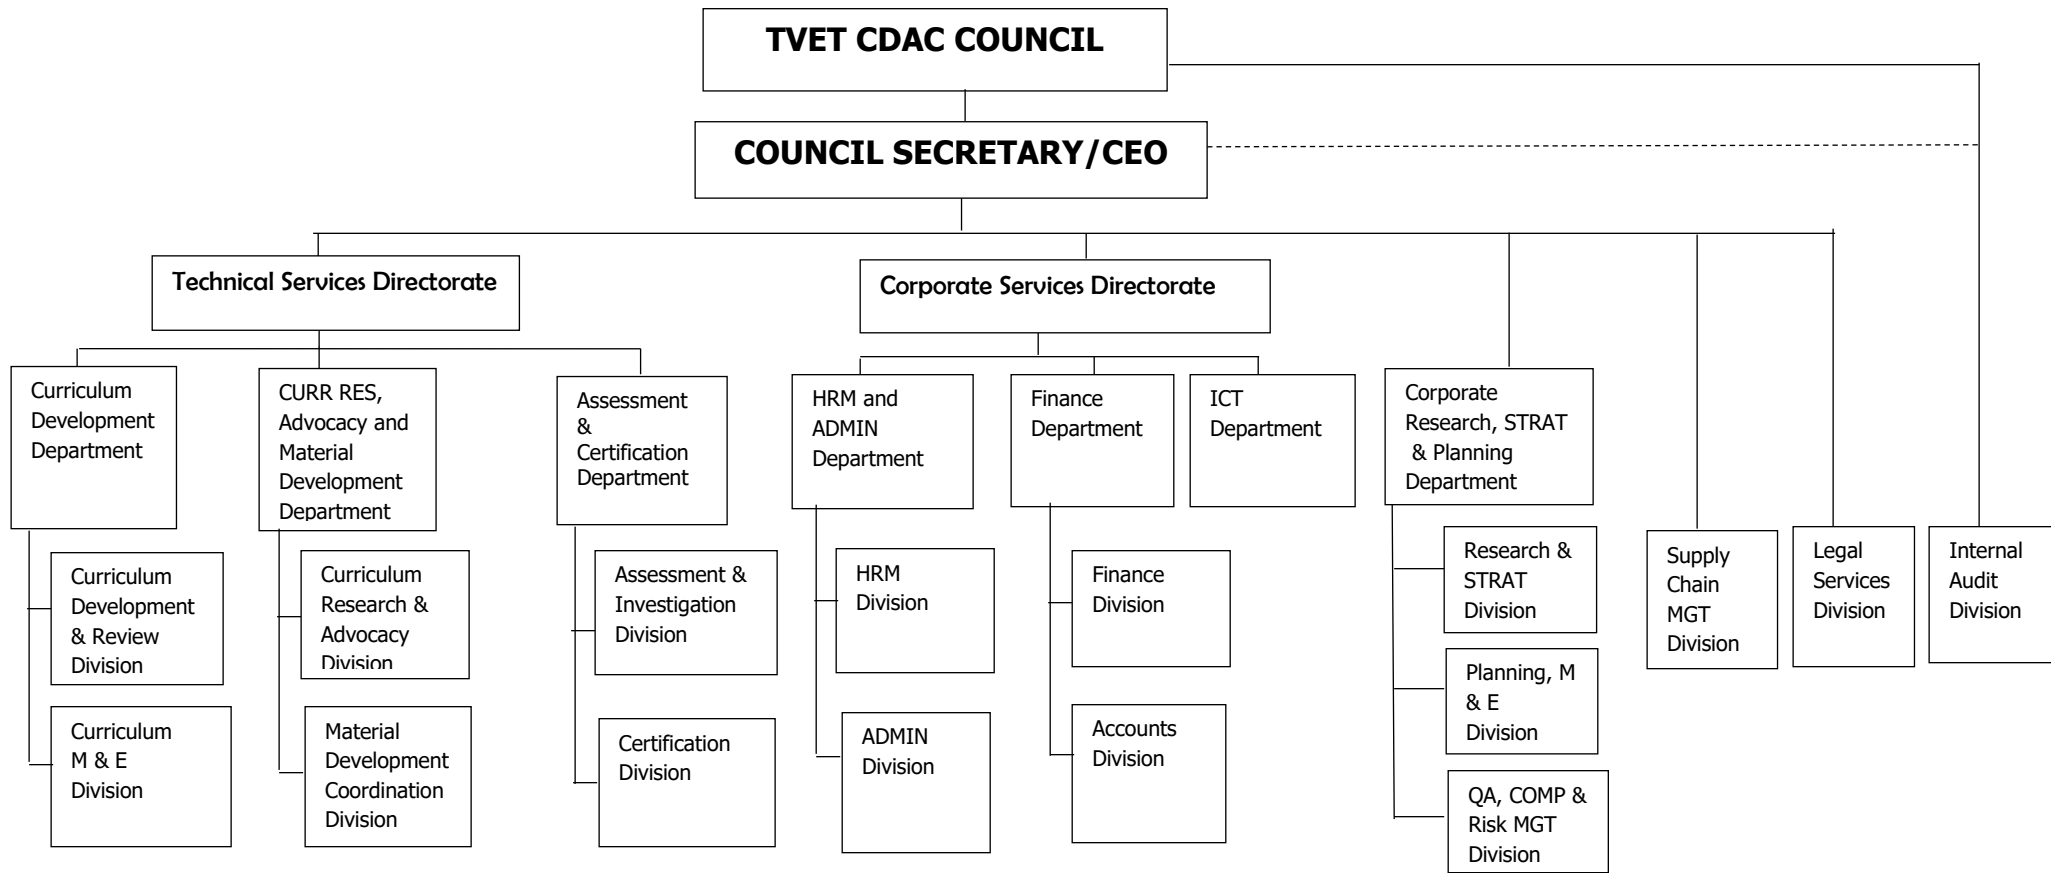 TVET CDAC COUNCIL
COUNCIL SECRETARY/CEO
Technical Services Directorate
Corporate Services Directorate
Curriculum
Development
Department
CURR RES,
Advocacy and
Material
Development
Department
Assessment
&
Certification
Department
HRM and
ADMIN
Department
Finance
Department
ICT
Department
Corporate
Research, STRAT
& Planning
Department
Curriculum
Development
& Review
Division
Curriculum
Research &
Advocacy
Division
Assessment &
Investigation
Division
HRM
Division
Finance
Division
Research &
STRAT
Division
Supply
Chain
MGT
Division
Legal
Services
Division
Internal
Audit
Division
Curriculum
M & E
Division
Material
Development
Coordination
Division
Certification
Division
ADMIN
Division
Accounts
Division
Planning, M
& E
Division
QA, COMP &
Risk MGT
Division